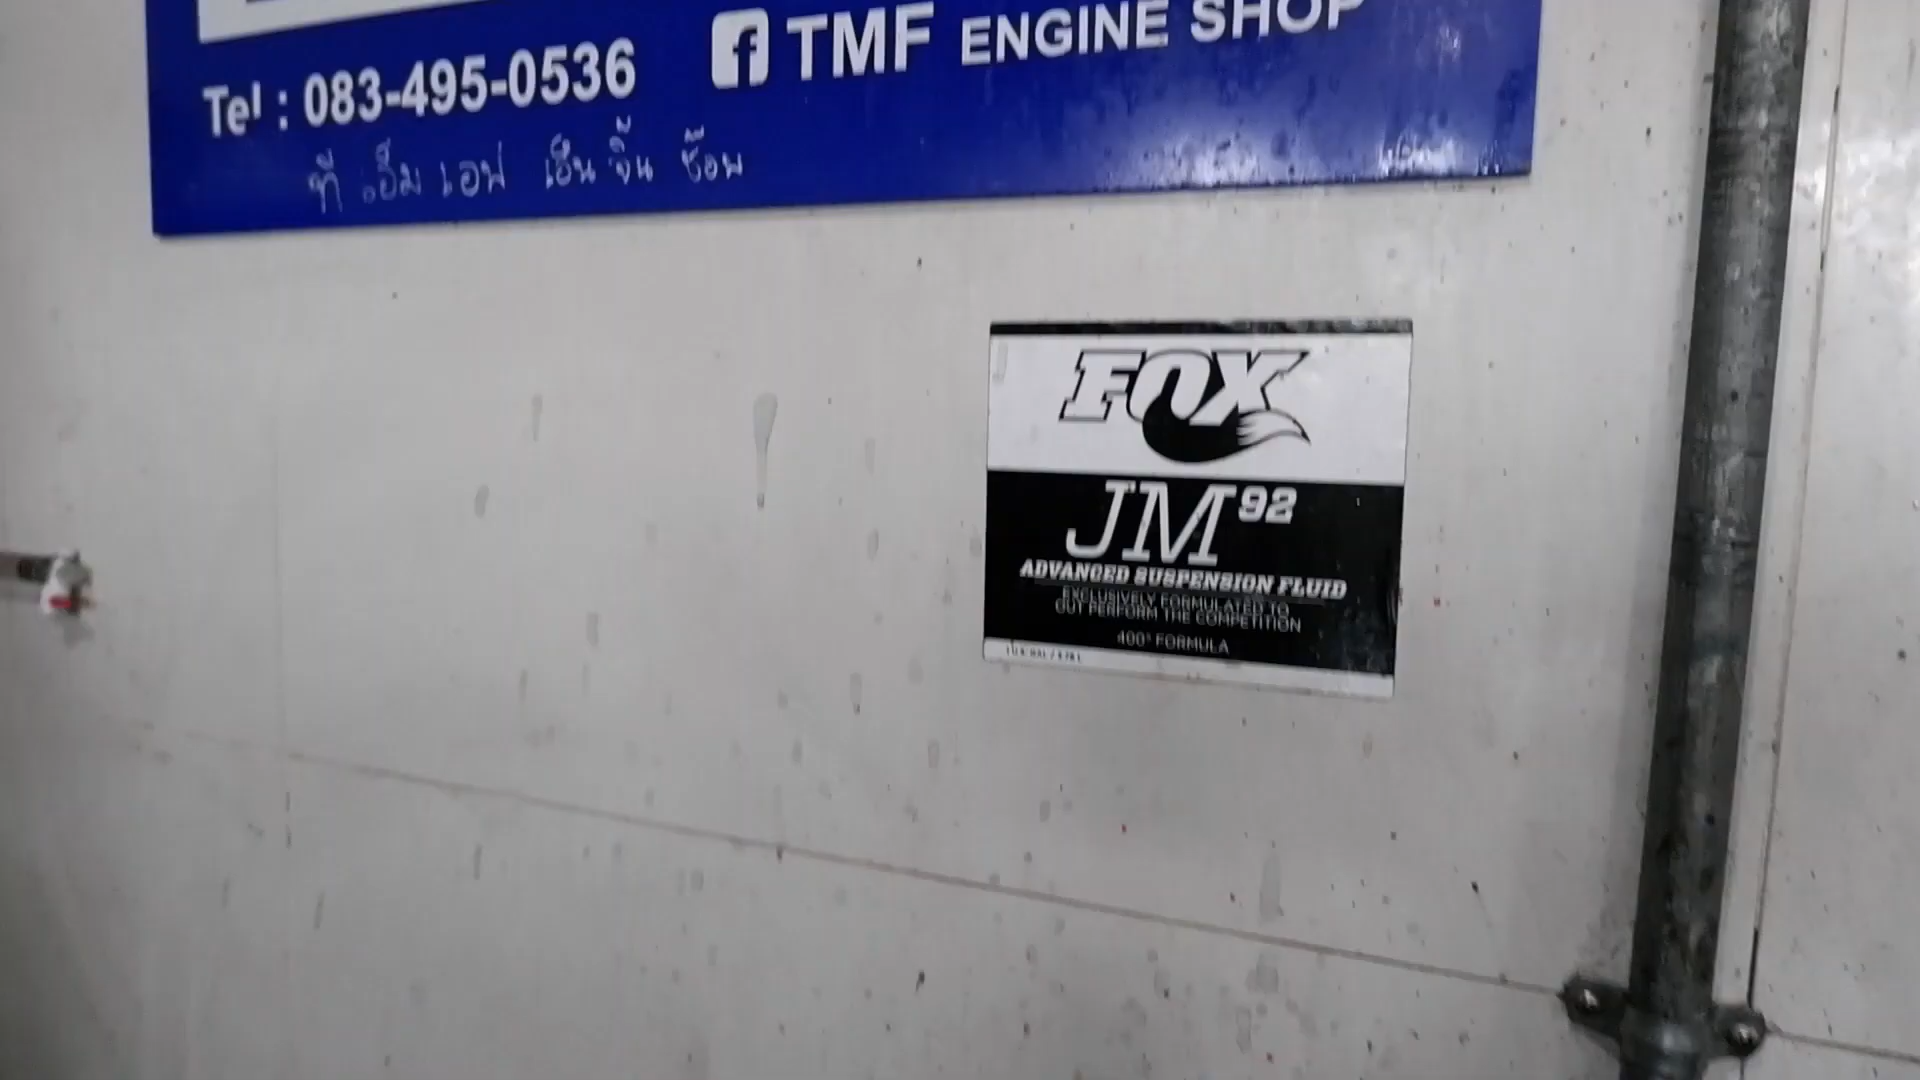 Tel : 083-495-0536
TMF ENGINE SHOP
ที เอ็ม เอฟ เอ็นจิ้น ช๊อพ
FOX
JM92
ADVANCED SUSPENSION FLUID
EXCLUSIVELY FORMULATED TO
OUT PERFORM THE COMPETITION
400° FORMULA